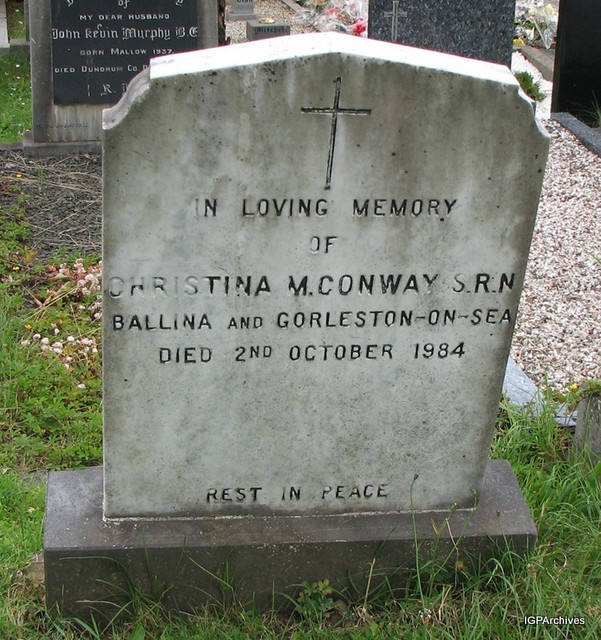 MY DEAR HUSBAND
John Kevin Murphy B E
BORN MALLOW 1937
DIED DUNDRUM CO
R.I
IN LOVING MEMORY
OF
CHRISTINA M. CONWAY S.R.N
BALLINA AND GORLESTON-ON-SEA
DIED 2ND OCTOBER 1984
REST IN PEACE
IGPArchives